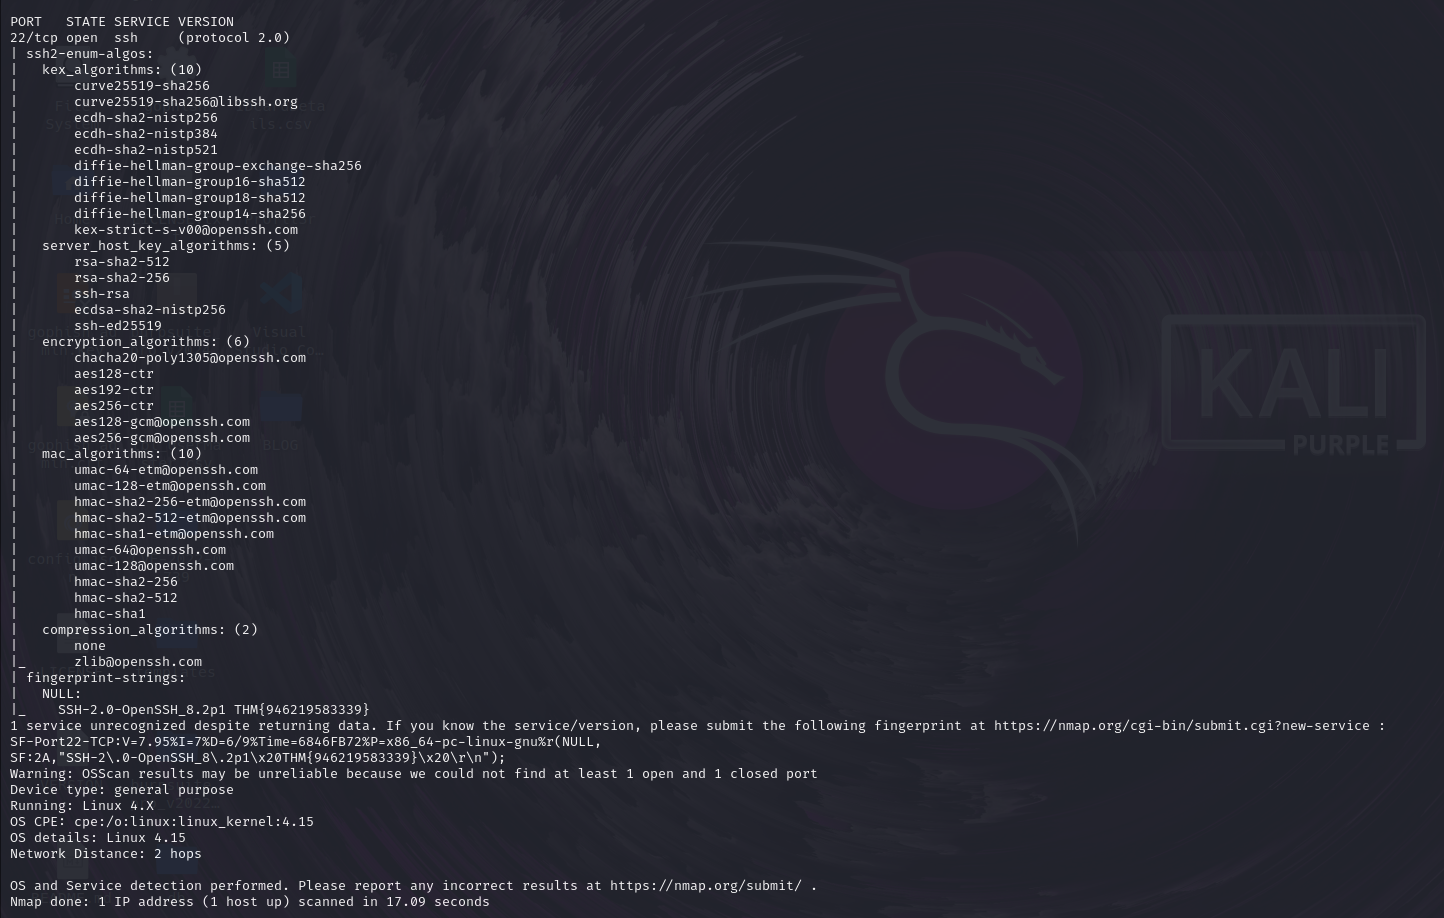 PORT   STATE SERVICE VERSION
22/tcp open  ssh     (protocol 2.0)
| ssh2-enum-algos:
|   kex_algorithms: (10)
|       curve25519-sha256
|       curve25519-sha256@libssh.org
|       ecdh-sha2-nistp256
|       ecdh-sha2-nistp384
|       ecdh-sha2-nistp521
|       diffie-hellman-group-exchange-sha256
|       diffie-hellman-group16-sha512
|       diffie-hellman-group18-sha512
|       diffie-hellman-group14-sha256
|       kex-strict-s-v00@openssh.com
|   server_host_key_algorithms: (5)
|       rsa-sha2-512
|       rsa-sha2-256
|       ssh-rsa
|       ecdsa-sha2-nistp256
|       ssh-ed25519
|   encryption_algorithms: (6)
|       chacha20-poly1305@openssh.com
|       aes128-ctr
|       aes192-ctr
|       aes256-ctr
|       aes128-gcm@openssh.com
|       aes256-gcm@openssh.com
|   mac_algorithms: (10)
|       umac-64-etm@openssh.com
|       umac-128-etm@openssh.com
|       hmac-sha2-256-etm@openssh.com
|       hmac-sha2-512-etm@openssh.com
|       hmac-sha1-etm@openssh.com
|       umac-64@openssh.com
|       umac-128@openssh.com
|       hmac-sha2-256
|       hmac-sha2-512
|       hmac-sha1
|   compression_algorithms: (2)
|       none
|_      zlib@openssh.com
| fingerprint-strings:
|   NULL:
|_    SSH-2.0-OpenSSH_8.2p1 THM{946219583339}
1 service unrecognized despite returning data. If you know the service/version, please submit the following fingerprint at https://nmap.org/cgi-bin/submit.cgi?new-service :
SF-Port22-TCP:V=7.95%I=7%D=6/9%Time=6846FB72%P=x86_64-pc-linux-gnu%r(NULL,
SF:2A,"SSH-2\.0-OpenSSH_8\.2p1\x20THM{946219583339}\x20\r\n");
Warning: OSScan results may be unreliable because we could not find at least 1 open and 1 closed port
Device type: general purpose
Running: Linux 4.X
OS CPE: cpe:/o:linux:linux_kernel:4.15
OS details: Linux 4.15
Network Distance: 2 hops
OS and Service detection performed. Please report any incorrect results at https://nmap.org/submit/ .
Nmap done: 1 IP address (1 host up) scanned in 17.09 seconds
KALI
PURPLE
Visual
BLOG